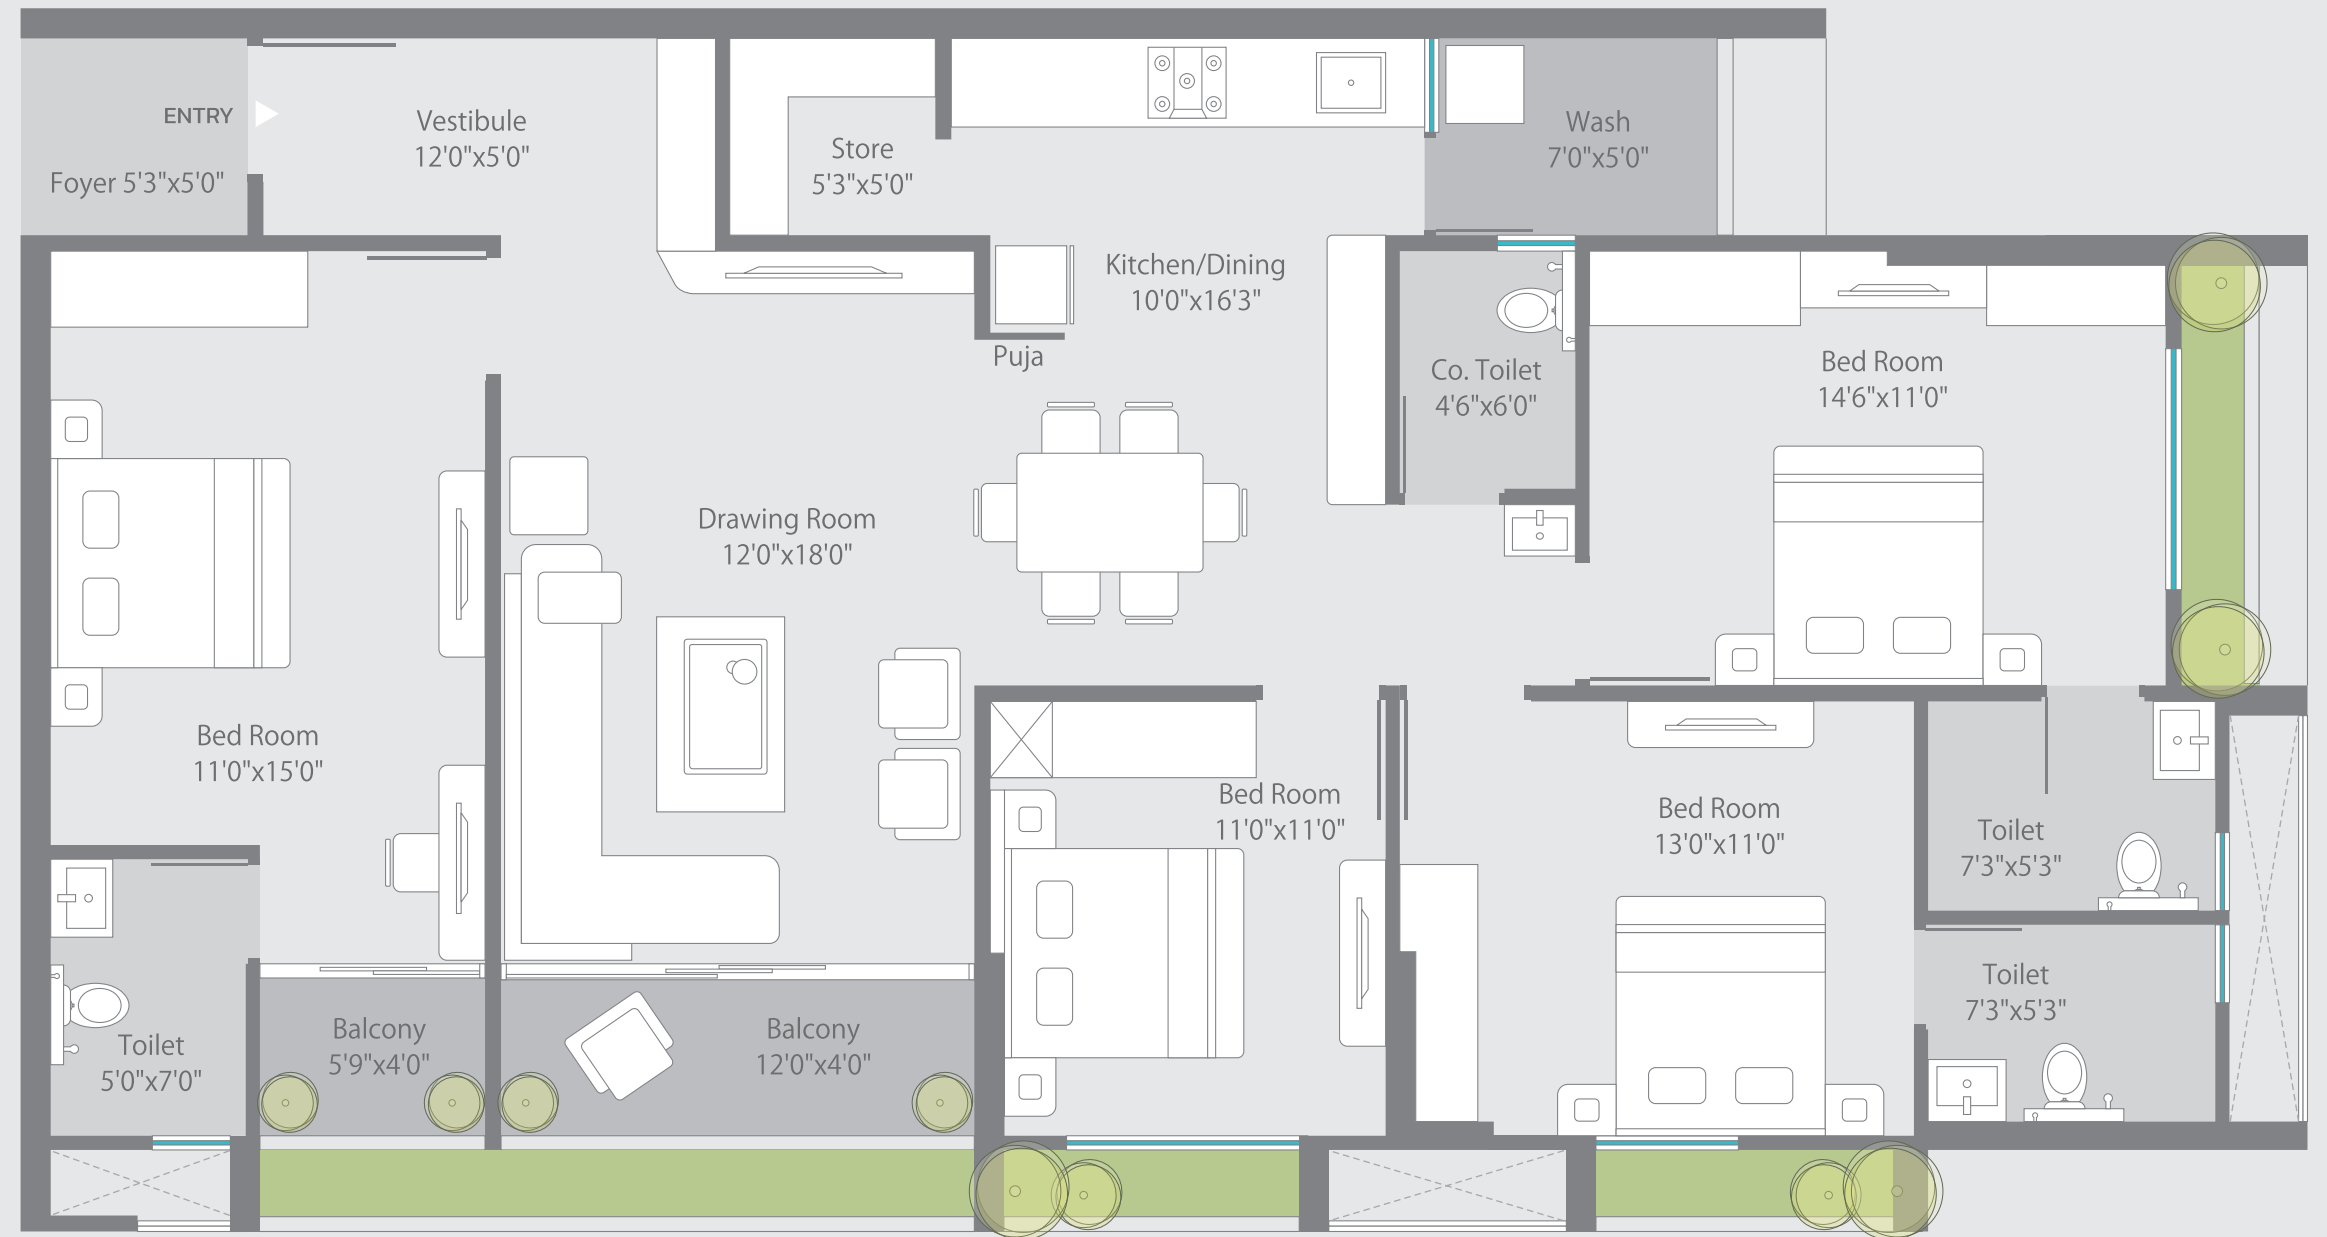 ENTRY
Foyer 5'3"x5'0"
Vestibule
12'0"x5'0"
Store
5'3"x5'0"
Wash
7'0"x5'0"
Kitchen/Dining
10'0"x16'3"
Puja
Co. Toilet
4'6"x6'0"
Bed Room
14'6"x11'0"
Drawing Room
12'0"x18'0"
Bed Room
11'0"x15'0"
Bed Room
11'0"x11'0"
Bed Room
13'0"x11'0"
Toilet
7'3"x5'3"
Toilet
7'3"x5'3"
Toilet
5'0"x7'0"
Balcony
5'9"x4'0"
Balcony
12'0"x4'0"